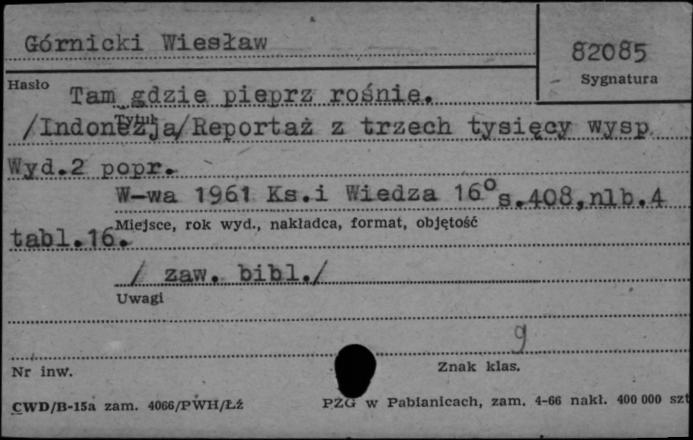 Górnicki Wiesław
82085
Hasło
Sygnatura
Tam gdzie pieprz rośnie.
Tytuł
/Indonezja/Reportaż z trzech tysięcy wysp
Wyd.2 popr.
W-wa 1961 Ks.i Wiedza 16° s.408,nlb.4
Miejsce, rok wyd., nakładca, format, objętość
tabl.16.
/ zaw. bibl./
Uwagi
9
Nr inw.
Znak klas.
CWD/B-15a zam. 4066/PWH/Łź
PZG w Pabianicach, zam. 4-66 nakł. 400 000 szt